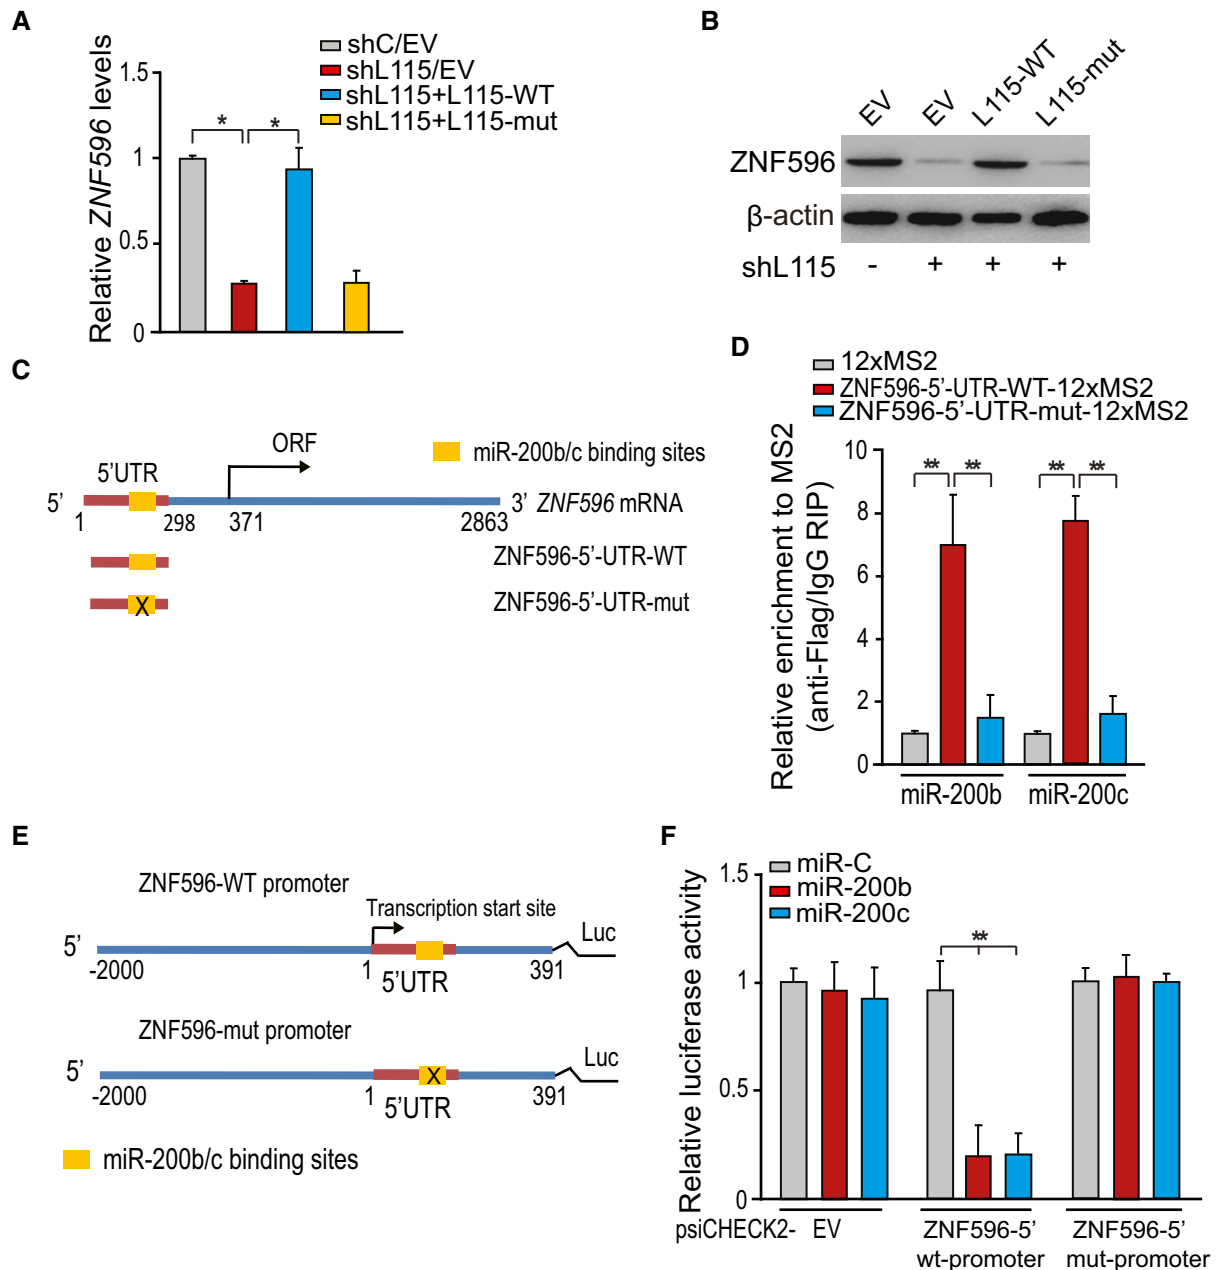 A
Relative ZNF596 levels
1.5
1
0.5
0
* *
shC/EV
shL115/EV
shL115+L115-WT
shL115+L115-mut
B
EV EV L115-WT L115-mut
ZNF596
β-actin
shL115 - + + +
C
ORF
miR-200b/c binding sites
5'UTR
5' 3' ZNF596 mRNA
1 298 371 2863
ZNF596-5'-UTR-WT
X ZNF596-5'-UTR-mut
D
12xMS2
ZNF596-5'-UTR-WT-12xMS2
ZNF596-5'-UTR-mut-12xMS2
Relative enrichment to MS2
(anti-Flag/IgG RIP)
10
8
6
4
2
0
** ** ** **
miR-200b miR-200c
E
ZNF596-WT promoter
Transcription start site
5' Luc
-2000 1 391
5'UTR
ZNF596-mut promoter
5' X Luc
-2000 1 391
5'UTR
miR-200b/c binding sites
F
Relative luciferase activity
1.5
1
0.5
0
miR-C
miR-200b
miR-200c
**
psiCHECK2- EV ZNF596-5' ZNF596-5'
wt-promoter mut-promoter